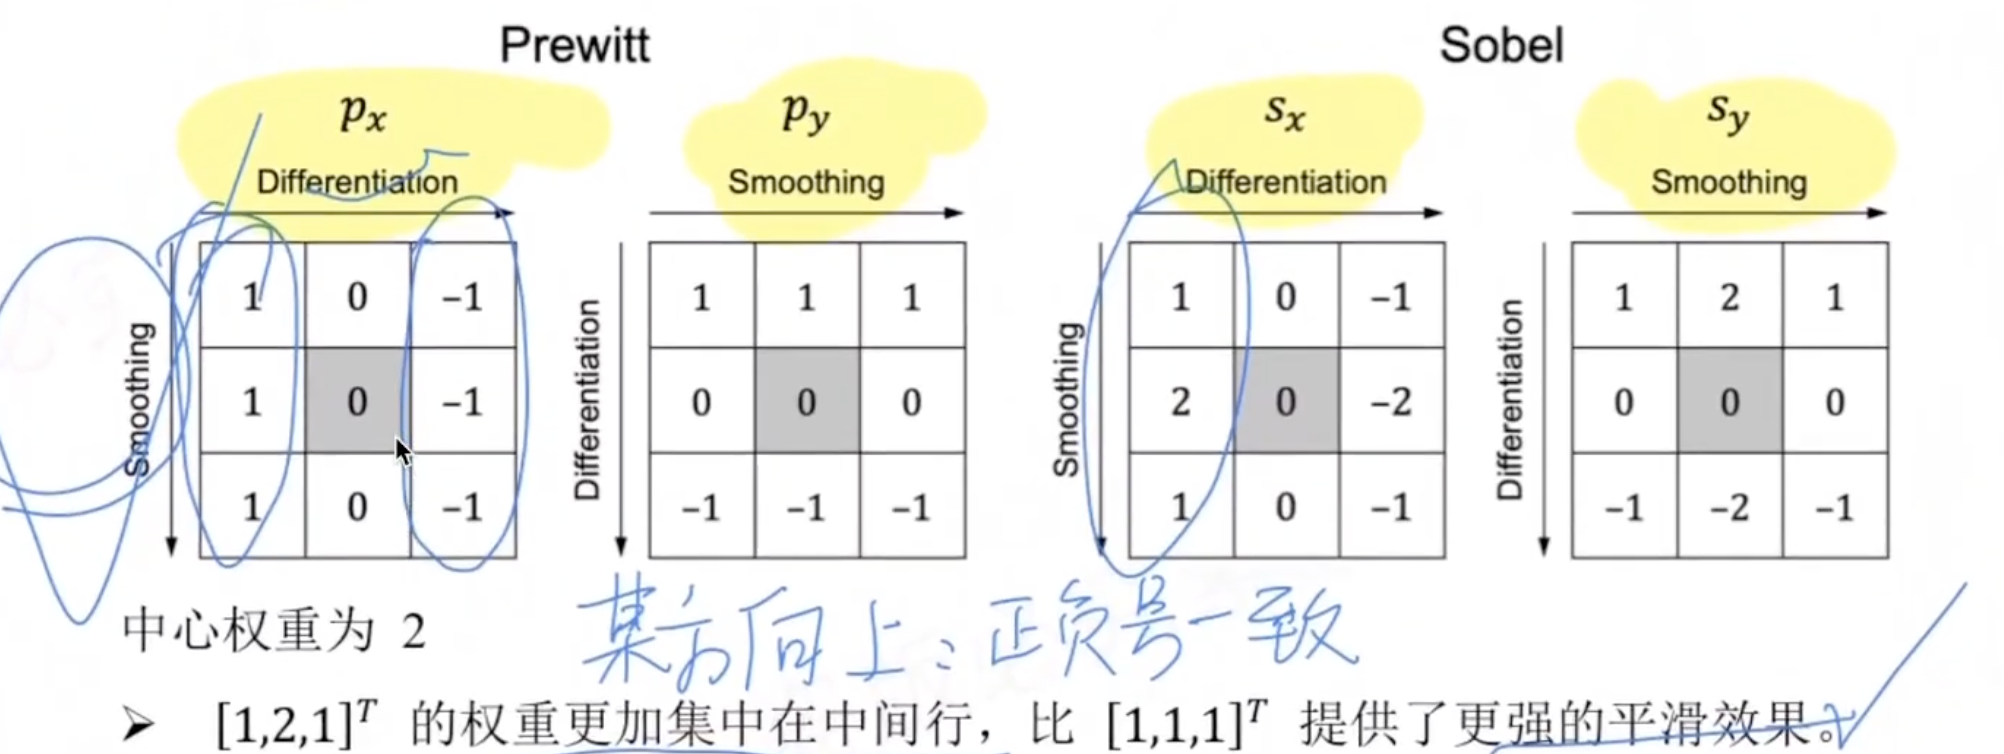 Prewitt
Sobel
pₓ
p_y
sₓ
s_y
Differentiation
Smoothing
Differentiation
Smoothing
Smoothing
1 0 −1
1 0 −1
1 0 −1
Differentiation
1 1 1
0 0 0
−1 −1 −1
Smoothing
1 0 −1
2 0 −2
1 0 −1
Differentiation
1 2 1
0 0 0
−1 −2 −1
中心权重为 2
某方向上：正负号一致
➢ [1,2,1]ᵀ 的权重更加集中在中间行，比 [1,1,1]ᵀ 提供了更强的平滑效果。